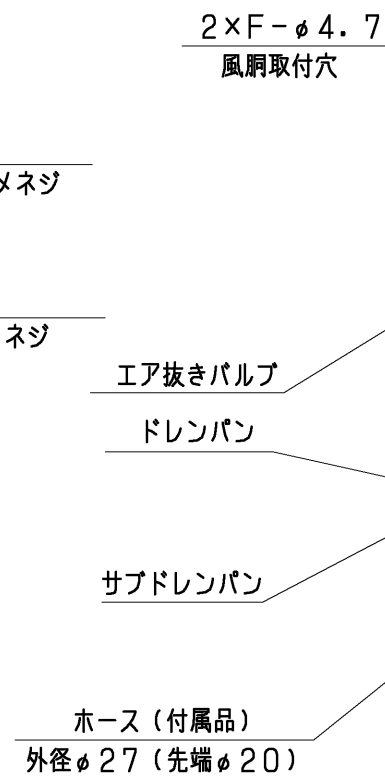 2×F-φ4.7
風胴取付穴
メネジ
ネジ
エア抜きバルブ
ドレンパン
サブドレンパン
ホース(付属品)
外径φ27(先端φ20)